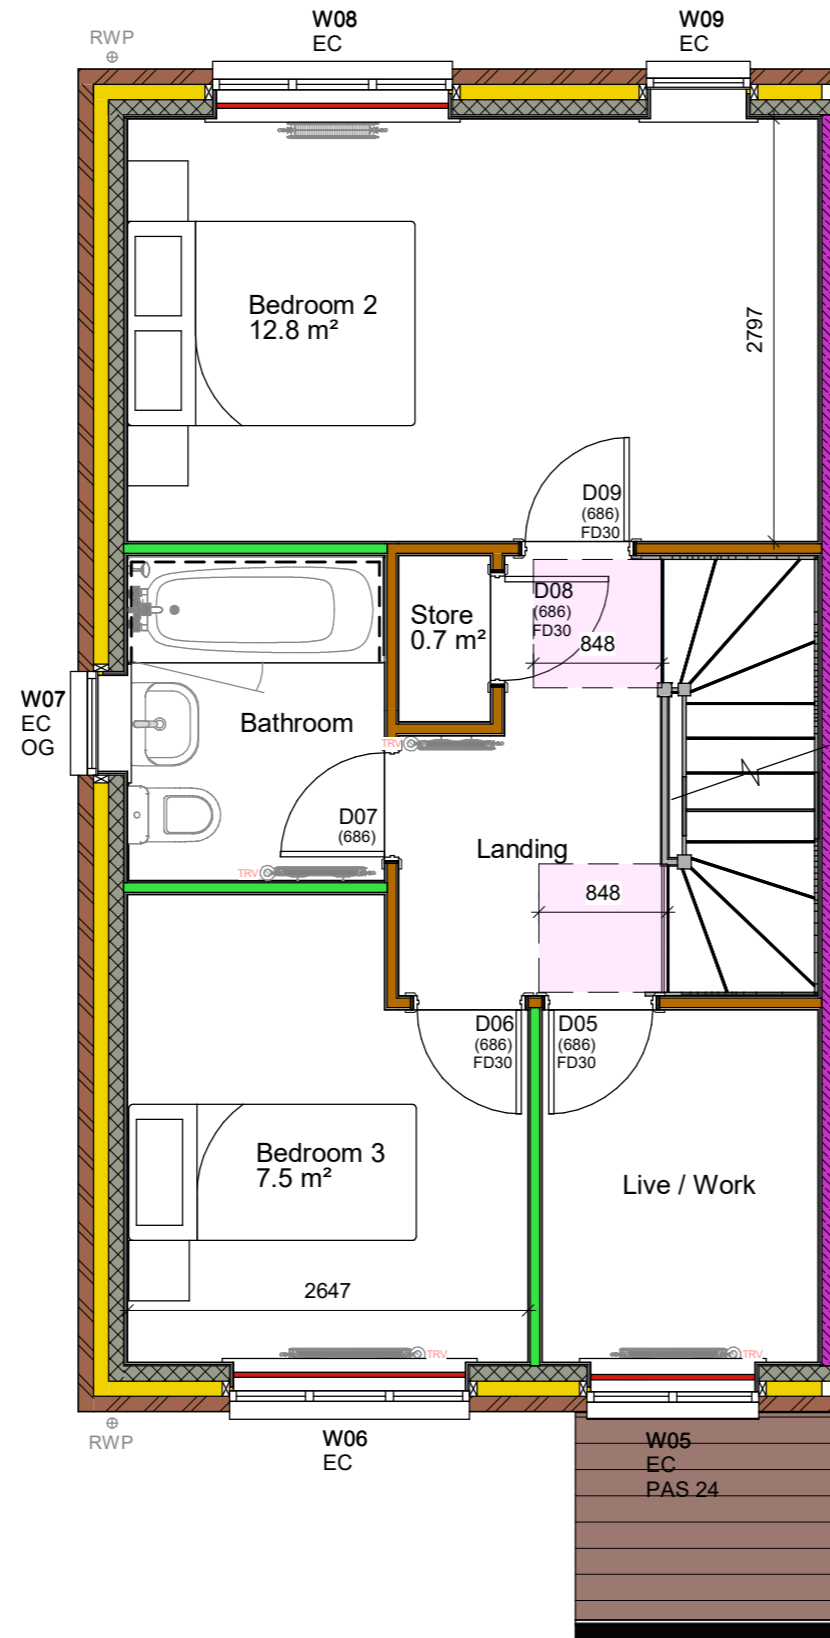 W08
EC
W09
EC
RWP
Bedroom 2
12.8 m²
2797
D09
(686)
FD30
D08
(686)
FD30
848
Store
0.7 m²
W07
EC
OG
Bathroom
TRV
D07
(686)
TRV
Landing
848
D06
(686)
FD30
D05
(686)
FD30
Bedroom 3
7.5 m²
Live / Work
2647
TRV
TRV
RWP
W06
EC
W05
EC
PAS 24